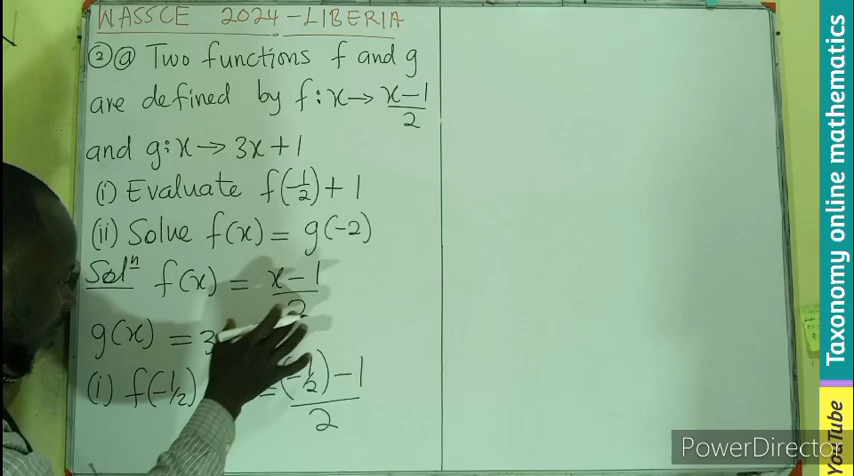 WASSCE 2024-LIBERIA
② ⓐ Two functions f and g
are defined by f:x→ x-1/2
and g:x→ 3x+1
(i) Evaluate f(-1/2)+1
(ii) Solve f(x) = g(-2)
Solⁿ f(x) = x-1/2
g(x) = 3
(i) f(-1/2) = (-1/2)-1/2
Taxonomy online mathematics
YouTube
PowerDirector